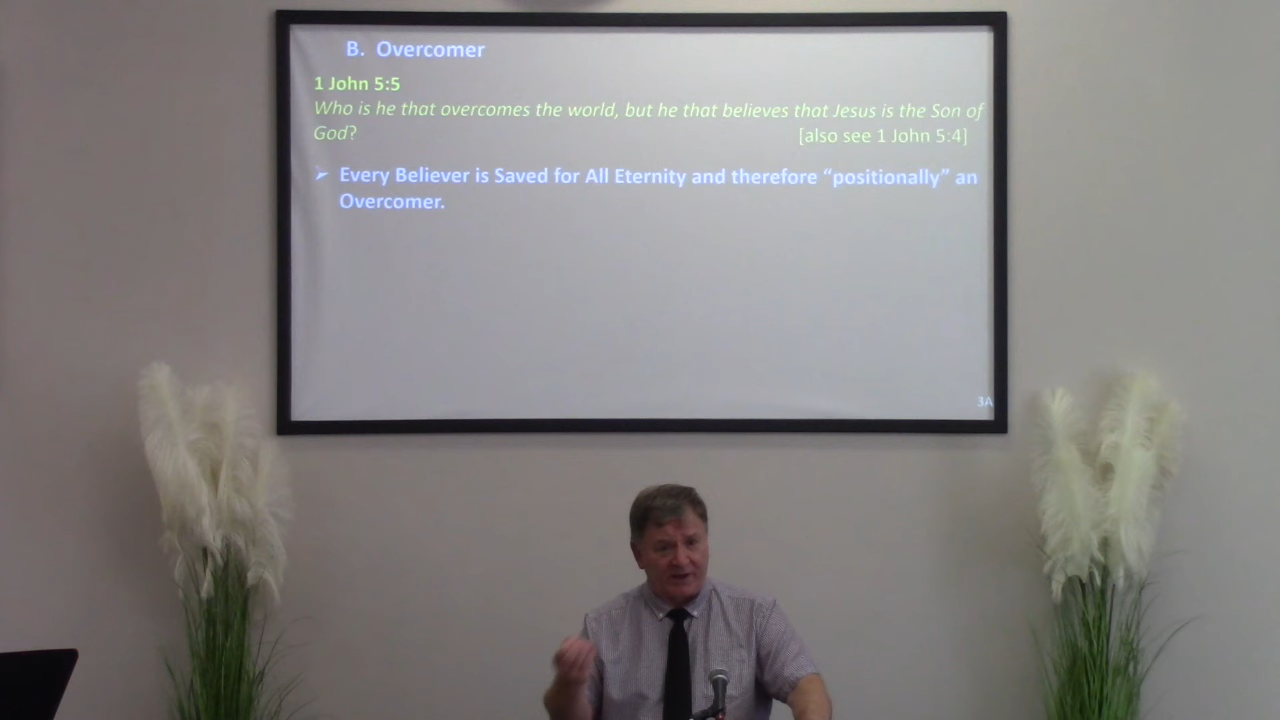 B. Overcomer
1 John 5:5
Who is he that overcomes the world, but he that believes that Jesus is the Son of
God? [also see 1 John 5:4]
➢ Every Believer is Saved for All Eternity and therefore “positionally” an
Overcomer.
3A